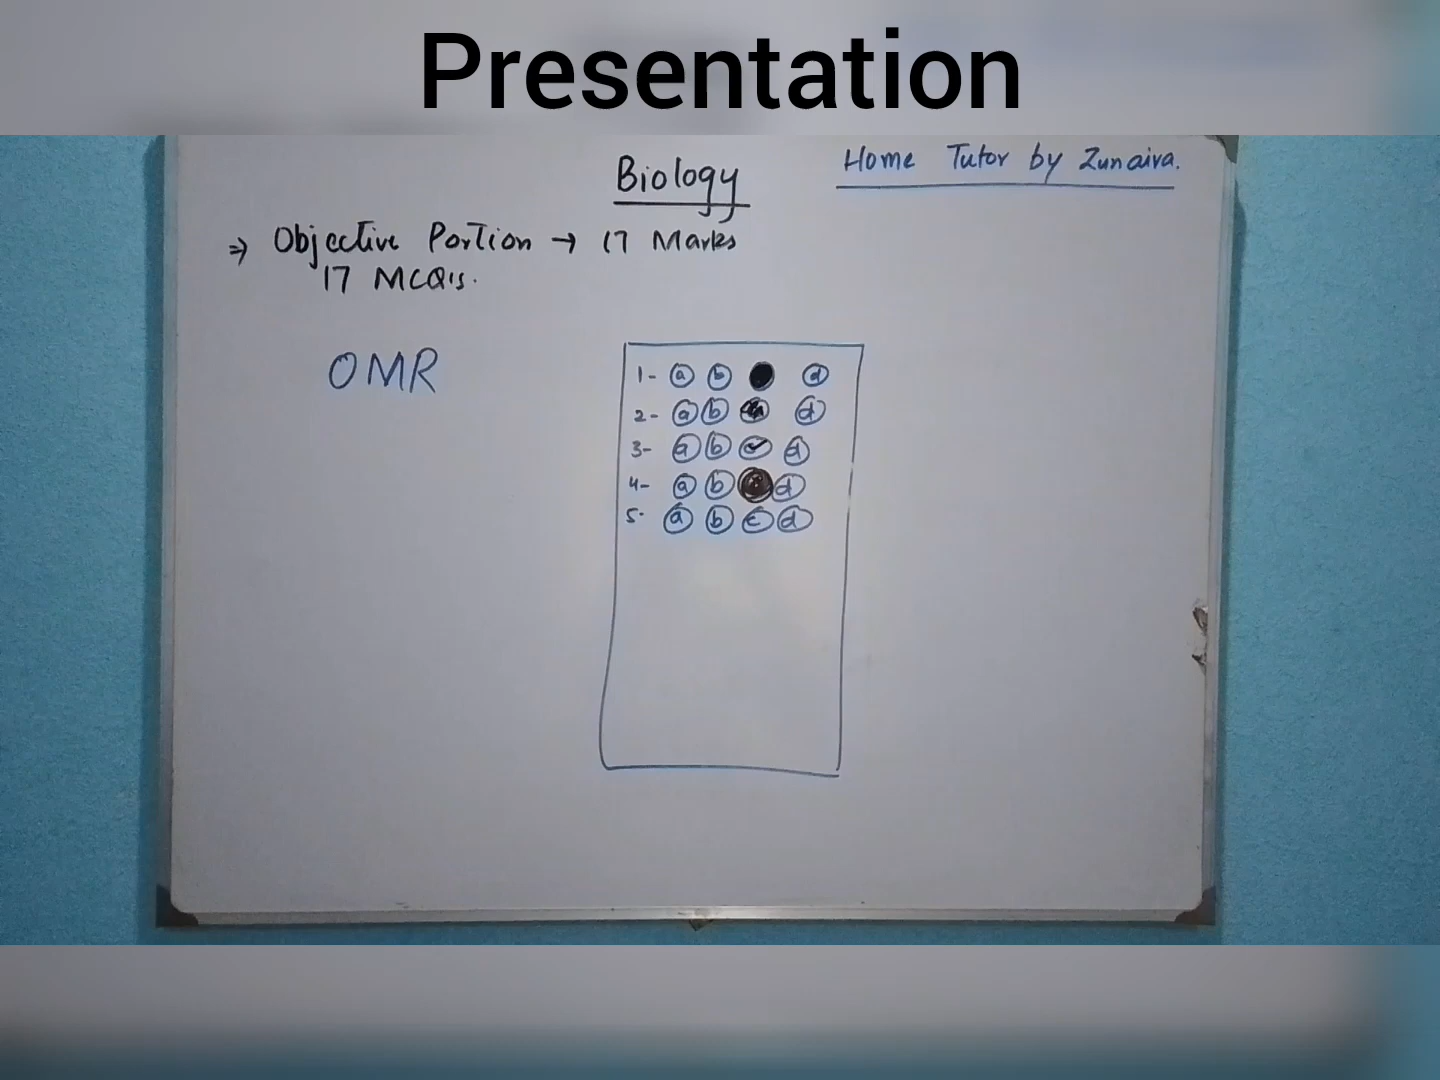 Presentation
Biology
Home Tutor by Zunaira.
⇒ Objective Portion → 17 Marks
17 MCQ's.
OMR
1- a b d
2- a b d
3- a b d
4- a b d
5- a b c d